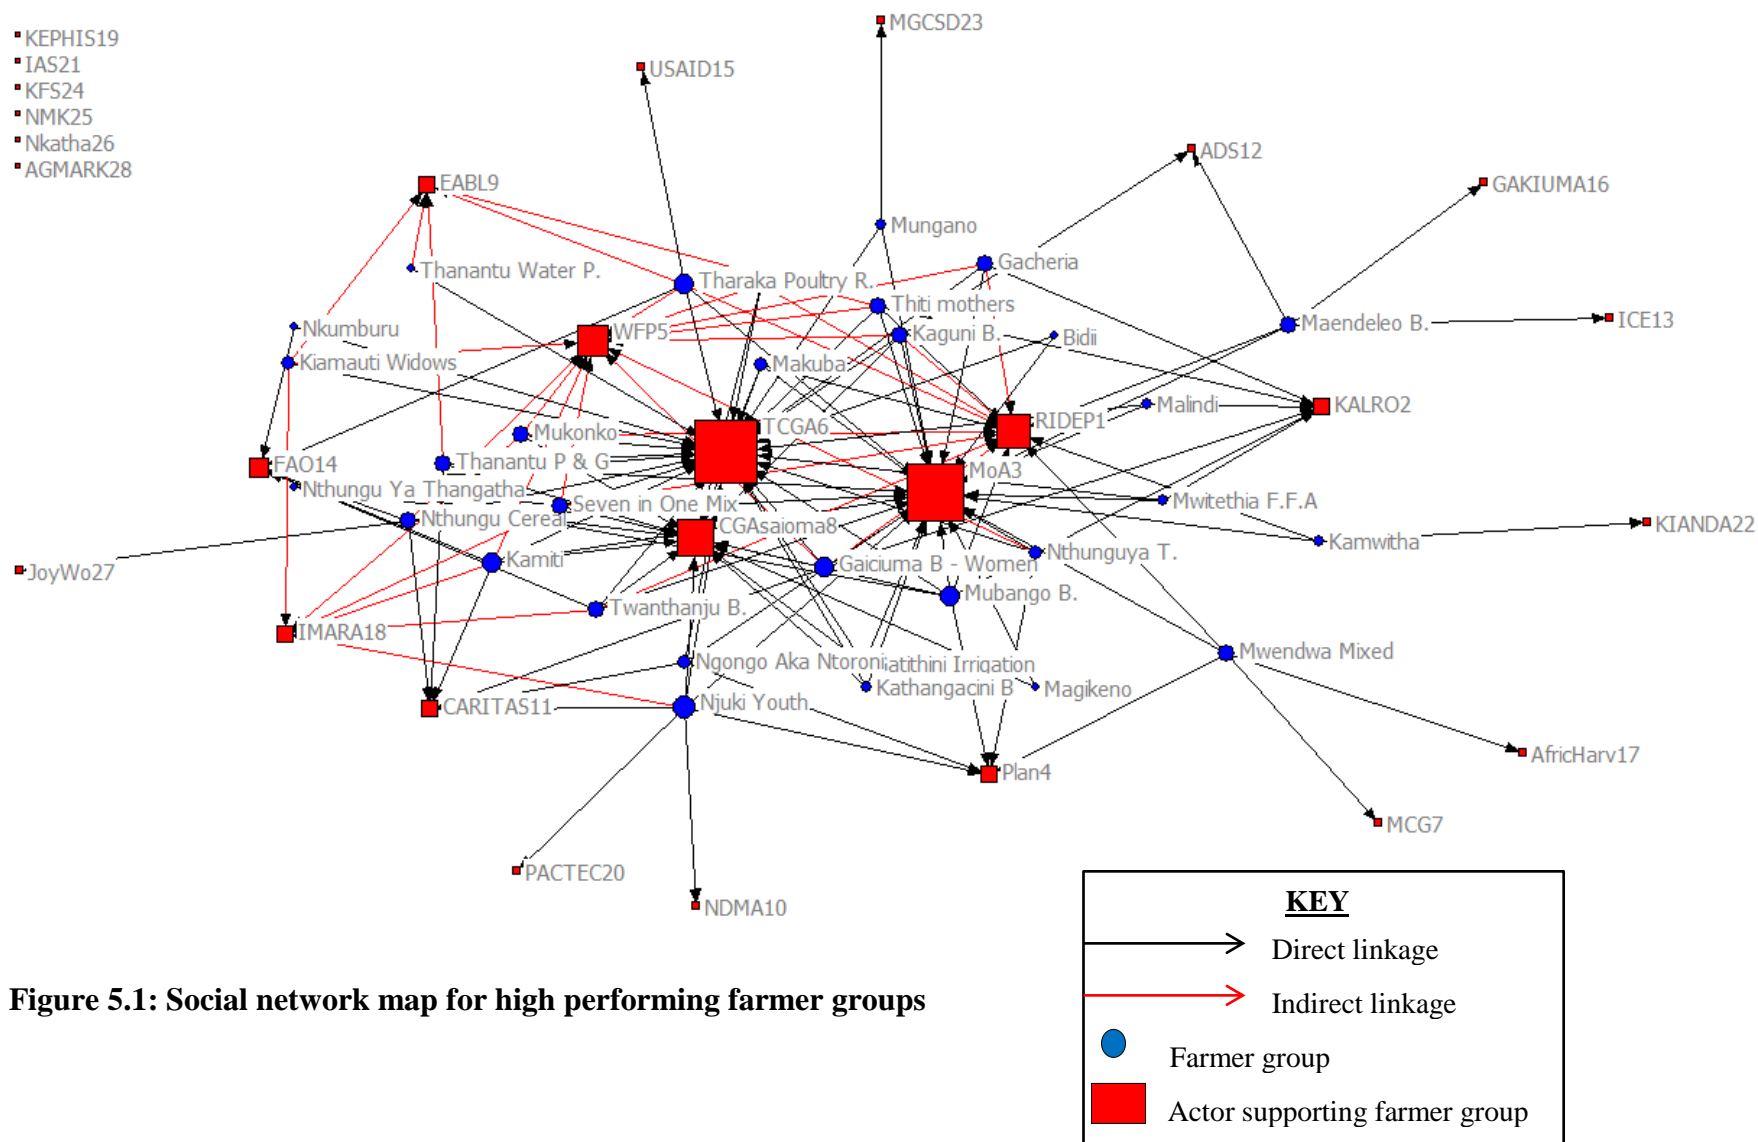 MGCSD23
KEPHIS19
IAS21
USAID15
KFS24
NMK25
Nkatha26
ADS12
AGMARK28
EABL9
GAKIUMA16
Mungano
Thanantu Water P.
Tharaka Poultry R.
Gacheria
Thiti mothers
Nkumburu
WFP5
Kaguni B.
Bidii
Maendeleo B.
ICE13
Kiamauti Widows
Makuba
Malindi
KALRO2
Mukonko
TCGA6
RIDEP1
FAO14
Thanantu P & G
MoA3
Nthungu Ya Thangatha
Seven in One Mix
Mwitethia F.F.A
Nthungu Cereal
CGAsaioma8
KIANDA22
Kamwitha
JoyWo27
Kamiti
Gaiciuma B - Women
Nthunguya T.
Mubango B.
Twanthanju B.
IMARA18
Ngongo Aka Ntoroni
atithini Irrigation
Mwendwa Mixed
Kathangacini B
Magikeno
CARITAS11
Njuki Youth
Plan4
AfricHarv17
MCG7
PACTEC20
NDMA10
KEY
Direct linkage
Indirect linkage
Farmer group
Actor supporting farmer group
Figure 5.1: Social network map for high performing farmer groups